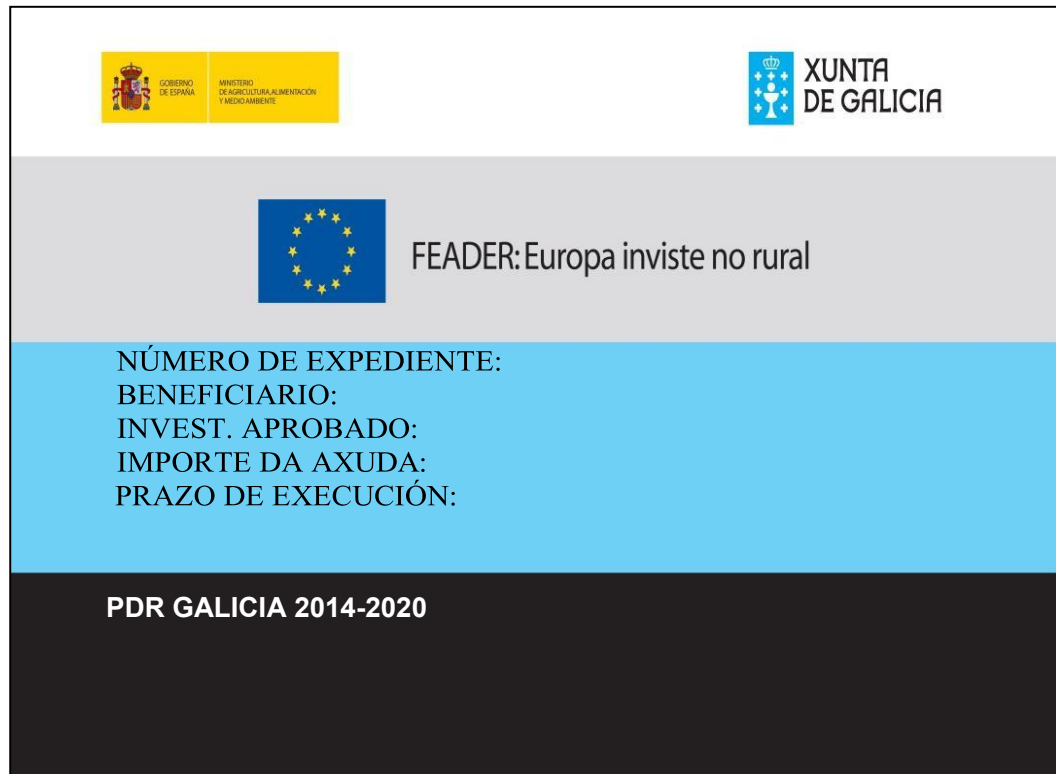 GOBIERNO
DE ESPAÑA
MINISTERIO
DE AGRICULTURA, ALIMENTACIÓN
Y MEDIO AMBIENTE
XUNTA
DE GALICIA
FEADER: Europa inviste no rural
NÚMERO DE EXPEDIENTE:
BENEFICIARIO:
INVEST. APROBADO:
IMPORTE DA AXUDA:
PRAZO DE EXECUCIÓN:
PDR GALICIA 2014-2020